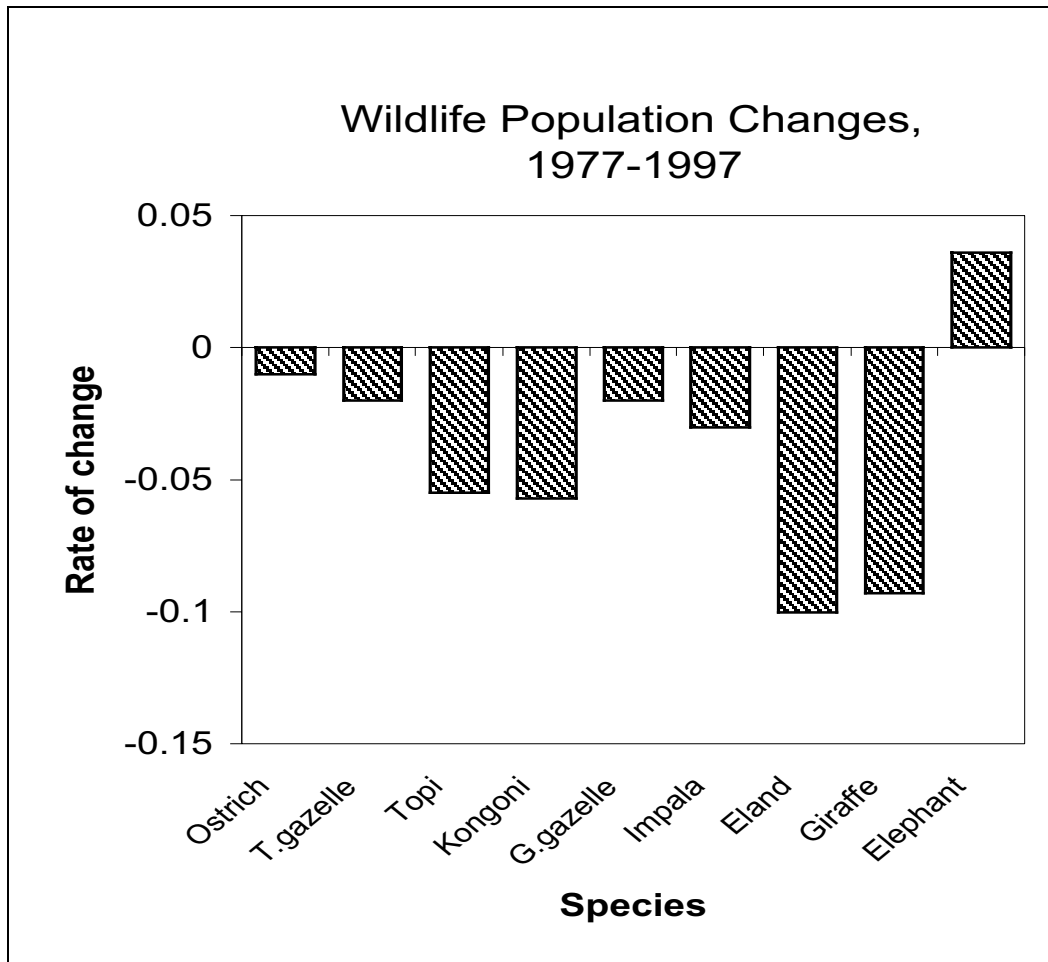 Wildlife Population Changes,
1977-1997
0.05
0
-0.05
-0.1
-0.15
Rate of change
Ostrich
T.gazelle
Topi
Kongoni
G.gazelle
Impala
Eland
Giraffe
Elephant
Species